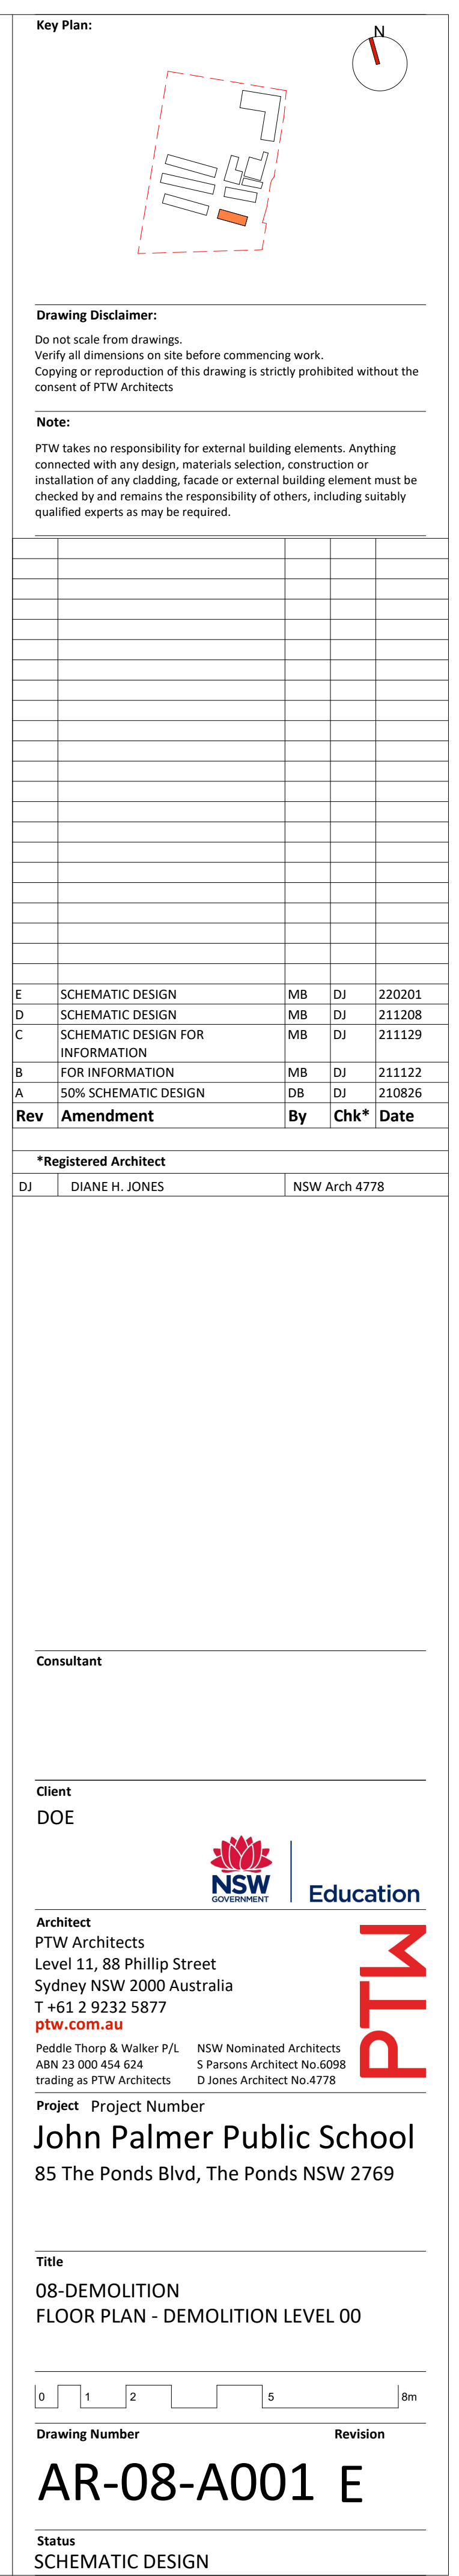 Key Plan:
N
Drawing Disclaimer:
Do not scale from drawings.
Verify all dimensions on site before commencing work.
Copying or reproduction of this drawing is strictly prohibited without the
consent of PTW Architects
Note:
PTW takes no responsibility for external building elements. Anything
connected with any design, materials selection, construction or
installation of any cladding, facade or external building element must be
checked by and remains the responsibility of others, including suitably
qualified experts as may be required.
E SCHEMATIC DESIGN MB DJ 220201
D SCHEMATIC DESIGN MB DJ 211208
C SCHEMATIC DESIGN FOR MB DJ 211129
INFORMATION
B FOR INFORMATION MB DJ 211122
A 50% SCHEMATIC DESIGN DB DJ 210826
Rev Amendment By Chk* Date
*Registered Architect
DJ DIANE H. JONES NSW Arch 4778
Consultant
Client
DOE
NSW
GOVERNMENT
Education
Architect
PTW Architects
Level 11, 88 Phillip Street
Sydney NSW 2000 Australia
T +61 2 9232 5877
ptw.com.au
PTW
Peddle Thorp & Walker P/L NSW Nominated Architects
ABN 23 000 454 624 S Parsons Architect No.6098
trading as PTW Architects D Jones Architect No.4778
Project Project Number
John Palmer Public School
85 The Ponds Blvd, The Ponds NSW 2769
Title
08-DEMOLITION
FLOOR PLAN - DEMOLITION LEVEL 00
0 1 2 5 8m
Drawing Number Revision
AR-08-A001 E
Status
SCHEMATIC DESIGN